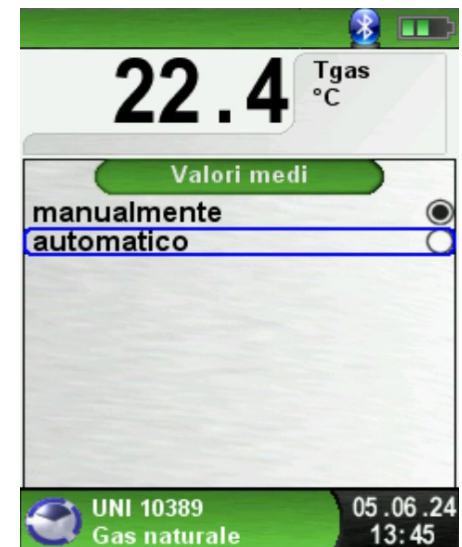 22.4 Tgas
°C
Valori medi
manualmente
automatico
UNI 10389 05.06.24
Gas naturale 13:45